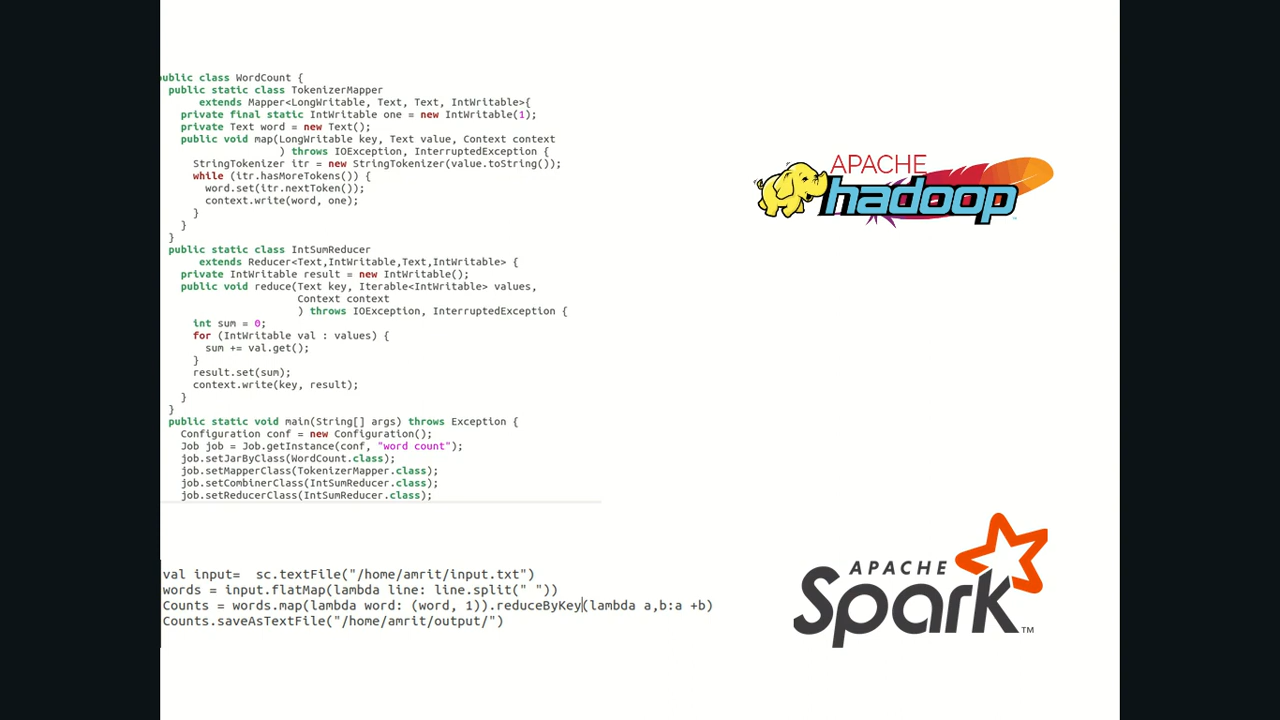 public class WordCount {
public static class TokenizerMapper
extends Mapper<LongWritable, Text, Text, IntWritable>{
private final static IntWritable one = new IntWritable(1);
private Text word = new Text();
public void map(LongWritable key, Text value, Context context
) throws IOException, InterruptedException {
StringTokenizer itr = new StringTokenizer(value.toString());
while (itr.hasMoreTokens()) {
word.set(itr.nextToken());
context.write(word, one);
}
}
}
public static class IntSumReducer
extends Reducer<Text,IntWritable,Text,IntWritable> {
private IntWritable result = new IntWritable();
public void reduce(Text key, Iterable<IntWritable> values,
Context context
) throws IOException, InterruptedException {
int sum = 0;
for (IntWritable val : values) {
sum += val.get();
}
result.set(sum);
context.write(key, result);
}
}
public static void main(String[] args) throws Exception {
Configuration conf = new Configuration();
Job job = Job.getInstance(conf, "word count");
job.setJarByClass(WordCount.class);
job.setMapperClass(TokenizerMapper.class);
job.setCombinerClass(IntSumReducer.class);
job.setReducerClass(IntSumReducer.class);
APACHE
hadoop
val input=  sc.textFile("/home/amrit/input.txt")
words = input.flatMap(lambda line: line.split(" "))
Counts = words.map(lambda word: (word, 1)).reduceByKey(lambda a,b:a +b)
Counts.saveAsTextFile("/home/amrit/output/")
APACHE
Spark™